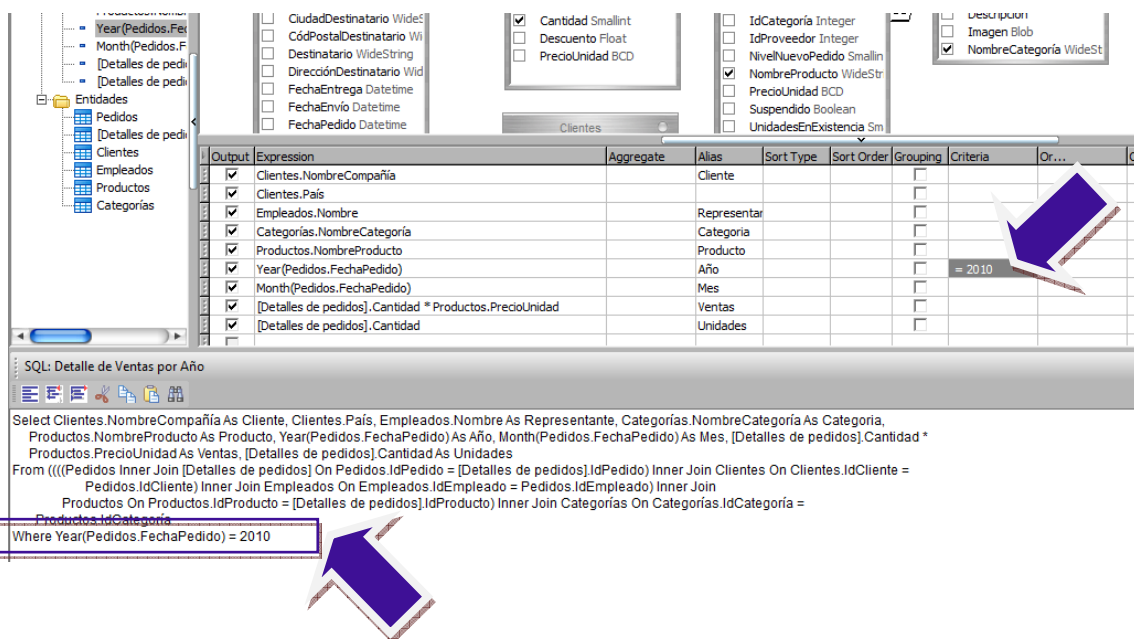 Year(Pedidos.Fec
Month(Pedidos.F
[Detalles de pedi
[Detalles de pedi
Entidades
Pedidos
[Detalles de pedi
Clientes
Empleados
Productos
Categorías
CiudadDestinatario WideS
CódPostalDestinatario Wi
Destinatario WideString
DirecciónDestinatario Wid
FechaEntrega Datetime
FechaEnvío Datetime
FechaPedido Datetime
Cantidad Smallint
Descuento Float
PrecioUnidad BCD
Clientes
IdCategoría Integer
IdProveedor Integer
NivelNuevoPedido Smallin
NombreProducto WideStr
PrecioUnidad BCD
Suspendido Boolean
UnidadesEnExistencia Sm
Descripción
Imagen Blob
NombreCategoría WideSt
Output Expression Aggregate Alias Sort Type Sort Order Grouping Criteria Or...
Clientes.NombreCompañía Cliente
Clientes.País
Empleados.Nombre Representar
Categorías.NombreCategoría Categoria
Productos.NombreProducto Producto
Year(Pedidos.FechaPedido) Año = 2010
Month(Pedidos.FechaPedido) Mes
[Detalles de pedidos].Cantidad * Productos.PrecioUnidad Ventas
[Detalles de pedidos].Cantidad Unidades
SQL: Detalle de Ventas por Año
Select Clientes.NombreCompañía As Cliente, Clientes.País, Empleados.Nombre As Representante, Categorías.NombreCategoría As Categoria,
Productos.NombreProducto As Producto, Year(Pedidos.FechaPedido) As Año, Month(Pedidos.FechaPedido) As Mes, [Detalles de pedidos].Cantidad *
Productos.PrecioUnidad As Ventas, [Detalles de pedidos].Cantidad As Unidades
From ((((Pedidos Inner Join [Detalles de pedidos] On Pedidos.IdPedido = [Detalles de pedidos].IdPedido) Inner Join Clientes On Clientes.IdCliente =
Pedidos.IdCliente) Inner Join Empleados On Empleados.IdEmpleado = Pedidos.IdEmpleado) Inner Join
Productos On Productos.IdProducto = [Detalles de pedidos].IdProducto) Inner Join Categorías On Categorías.IdCategoría =
Productos.IdCategoría
Where Year(Pedidos.FechaPedido) = 2010